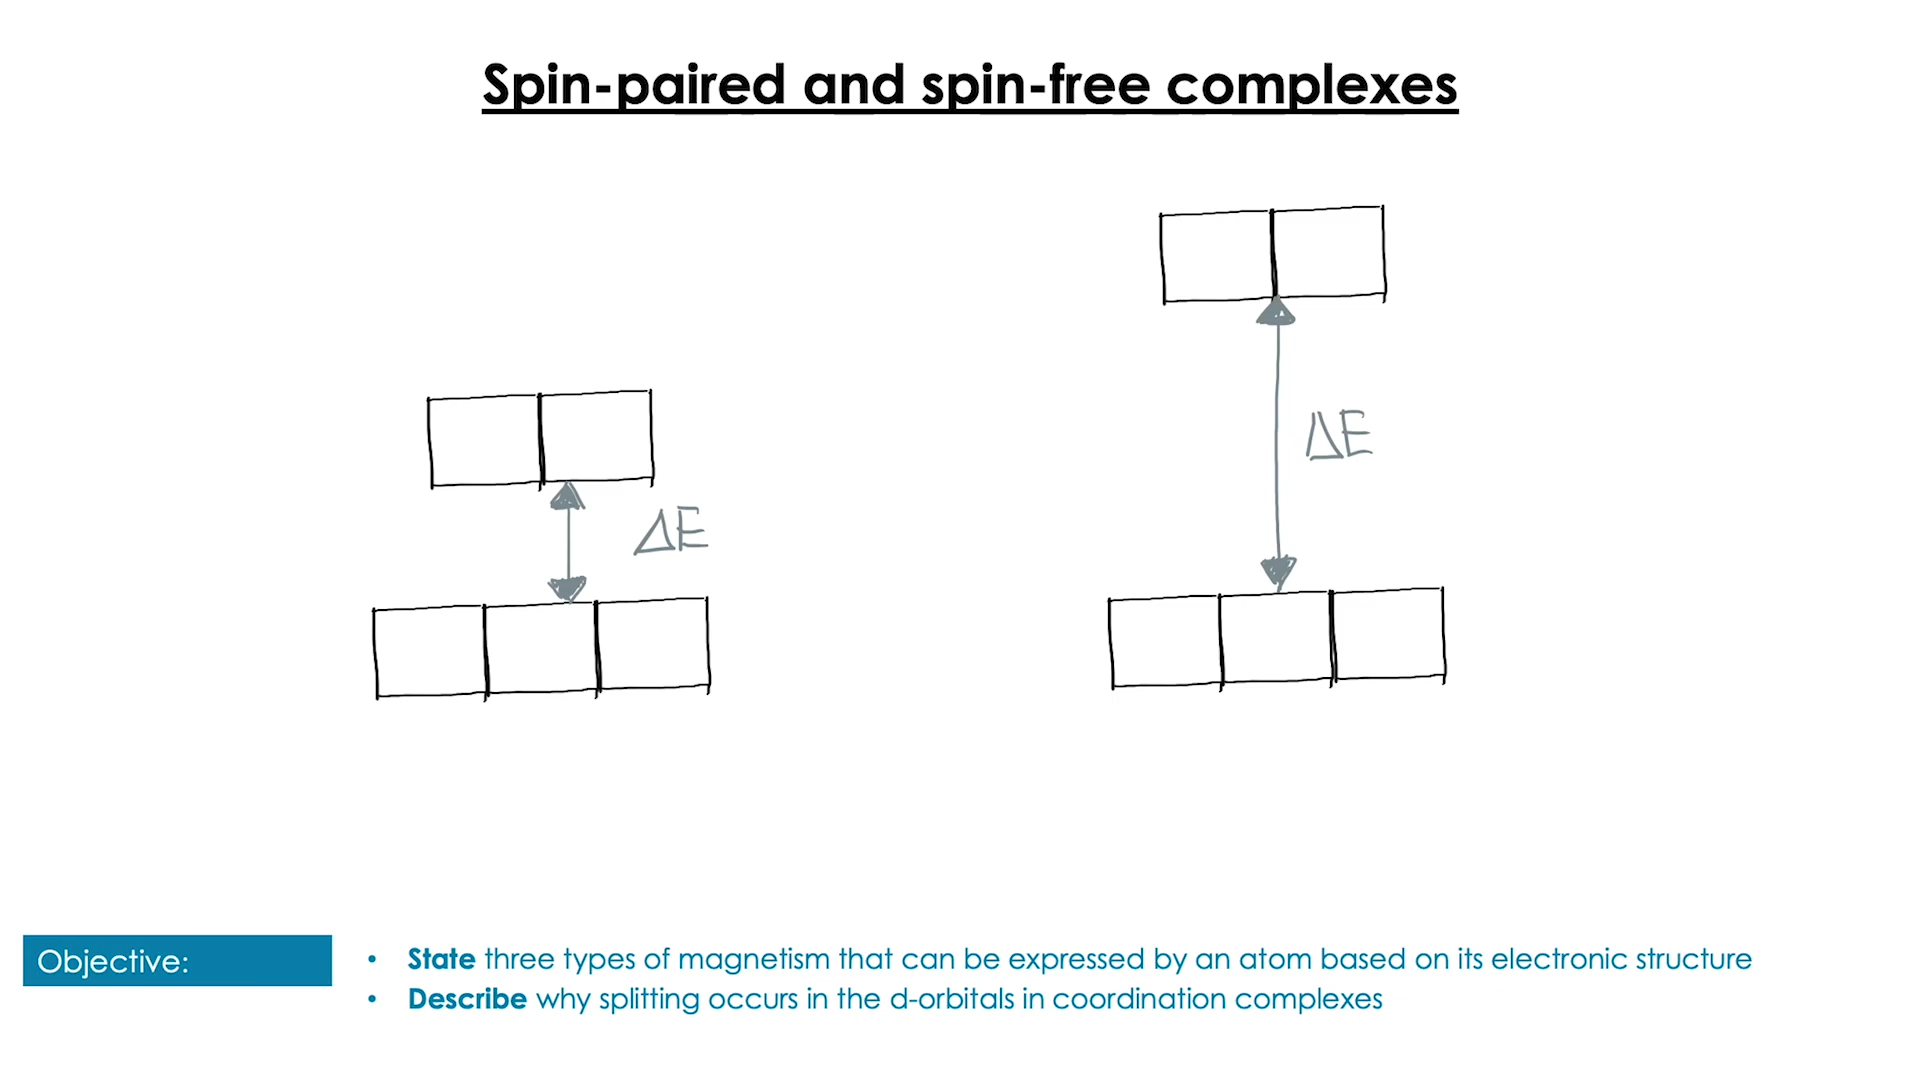 Spin-paired and spin-free complexes
ΔE
ΔE
Objective:
• State three types of magnetism that can be expressed by an atom based on its electronic structure
• Describe why splitting occurs in the d-orbitals in coordination complexes